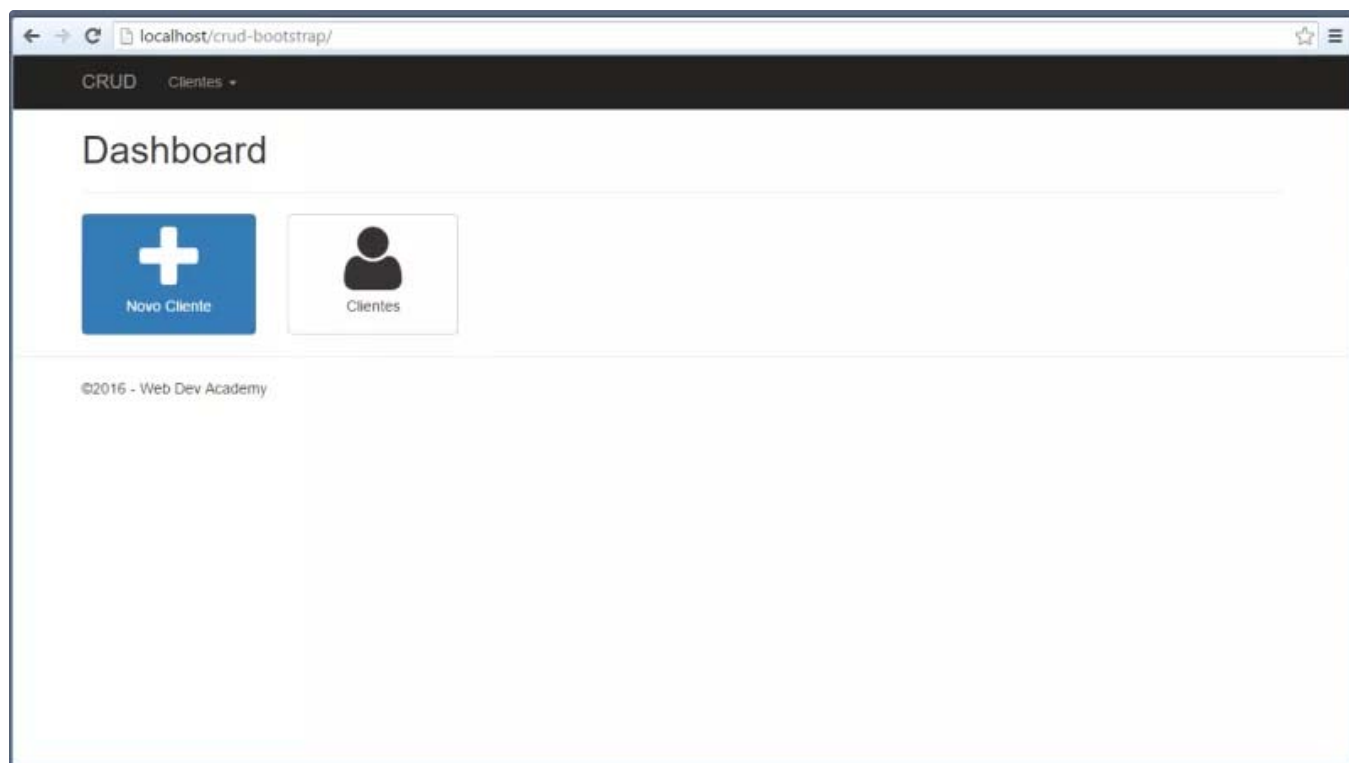 localhost/crud-bootstrap/
CRUD Clientes
Dashboard
Novo Cliente
Clientes
©2016 - Web Dev Academy